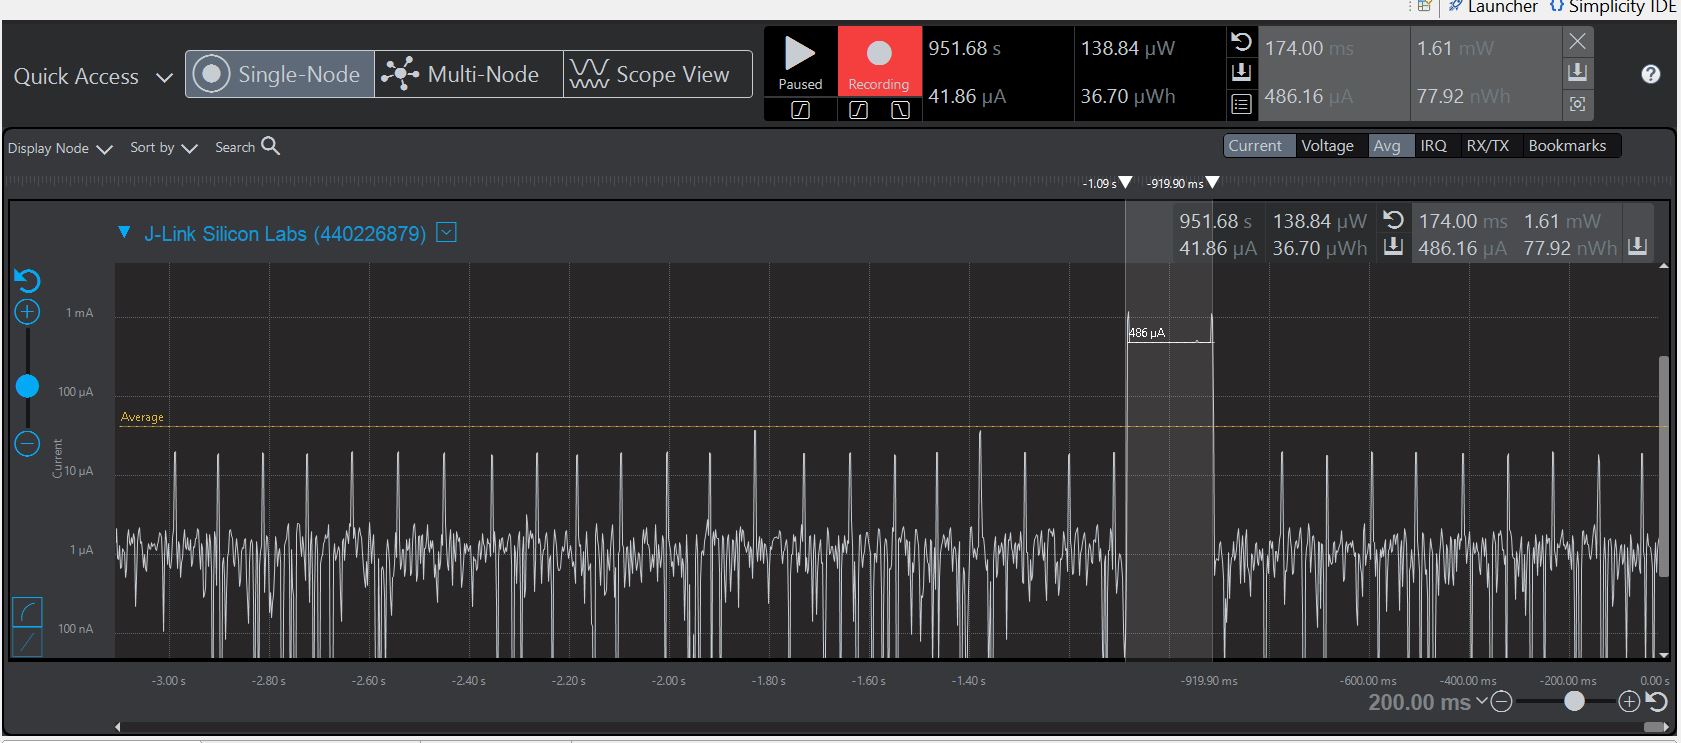 Launcher {} Simplicity IDE
Quick Access
Single-Node
Multi-Node
Scope View
Paused
Recording
951.68 s
138.84 µW
41.86 µA
36.70 µWh
174.00 ms
1.61 mW
486.16 µA
77.92 nWh
?
Display Node
Sort by
Search
Current
Voltage
Avg
IRQ
RX/TX
Bookmarks
-1.09 s
-919.90 ms
J-Link Silicon Labs (440226879)
951.68 s
138.84 µW
174.00 ms
1.61 mW
41.86 µA
36.70 µWh
486.16 µA
77.92 nWh
1 mA
486 µA
100 µA
Average
Current
10 µA
1 µA
100 nA
-3.00 s
-2.80 s
-2.60 s
-2.40 s
-2.20 s
-2.00 s
-1.80 s
-1.60 s
-1.40 s
-919.90 ms
-600.00 ms
-400.00 ms
-200.00 ms
0.00 s
200.00 ms